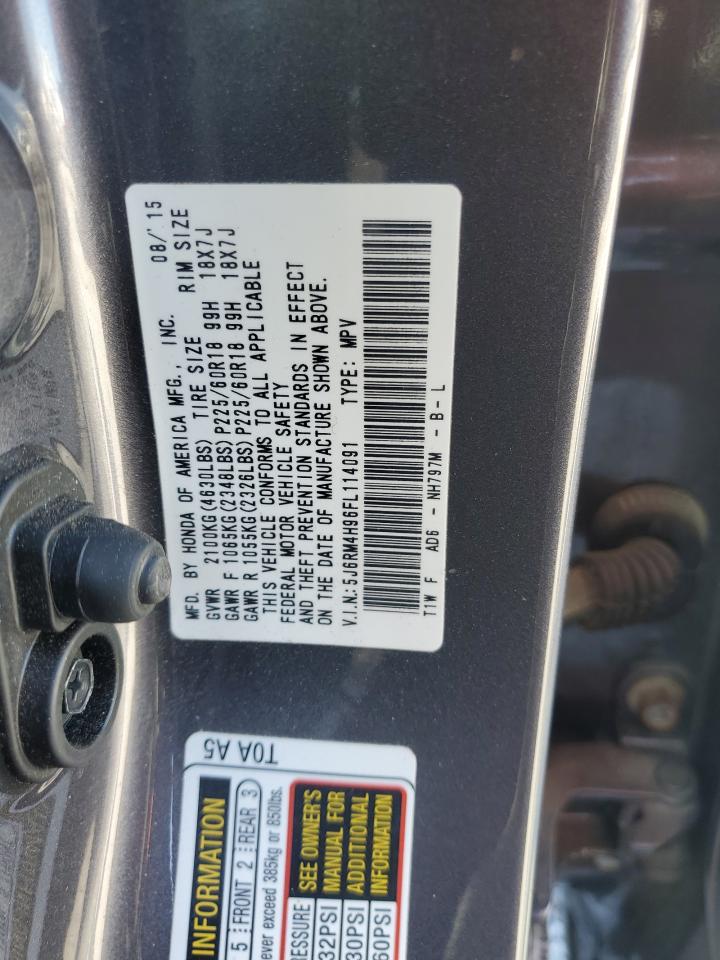 MFD. BY HONDA OF AMERICA MFG., INC. 08/'15
GVWR 2100KG(4630LBS) TIRE SIZE RIM SIZE
GAWR F 1065KG(2348LBS)P225/60R18 99H 18X7J
GAWR R 1055KG(2326LBS)P225/60R18 99H 18X7J
THIS VEHICLE CONFORMS TO ALL APPLICABLE
FEDERAL MOTOR VEHICLE SAFETY
AND THEFT PREVENTION STANDARDS IN EFFECT
ON THE DATE OF MANUFACTURE SHOWN ABOVE.
V.I.N.:5J6RM4H96FL114091 TYPE: MPV
T1W F AD6 - NH797M - B - L
T0A A5
INFORMATION
5 FRONT 2 REAR 3
ever exceed 385kg or 850lbs.
RESSURE
SEE OWNER'S
32PSI MANUAL FOR
30PSI ADDITIONAL
60PSI INFORMATION